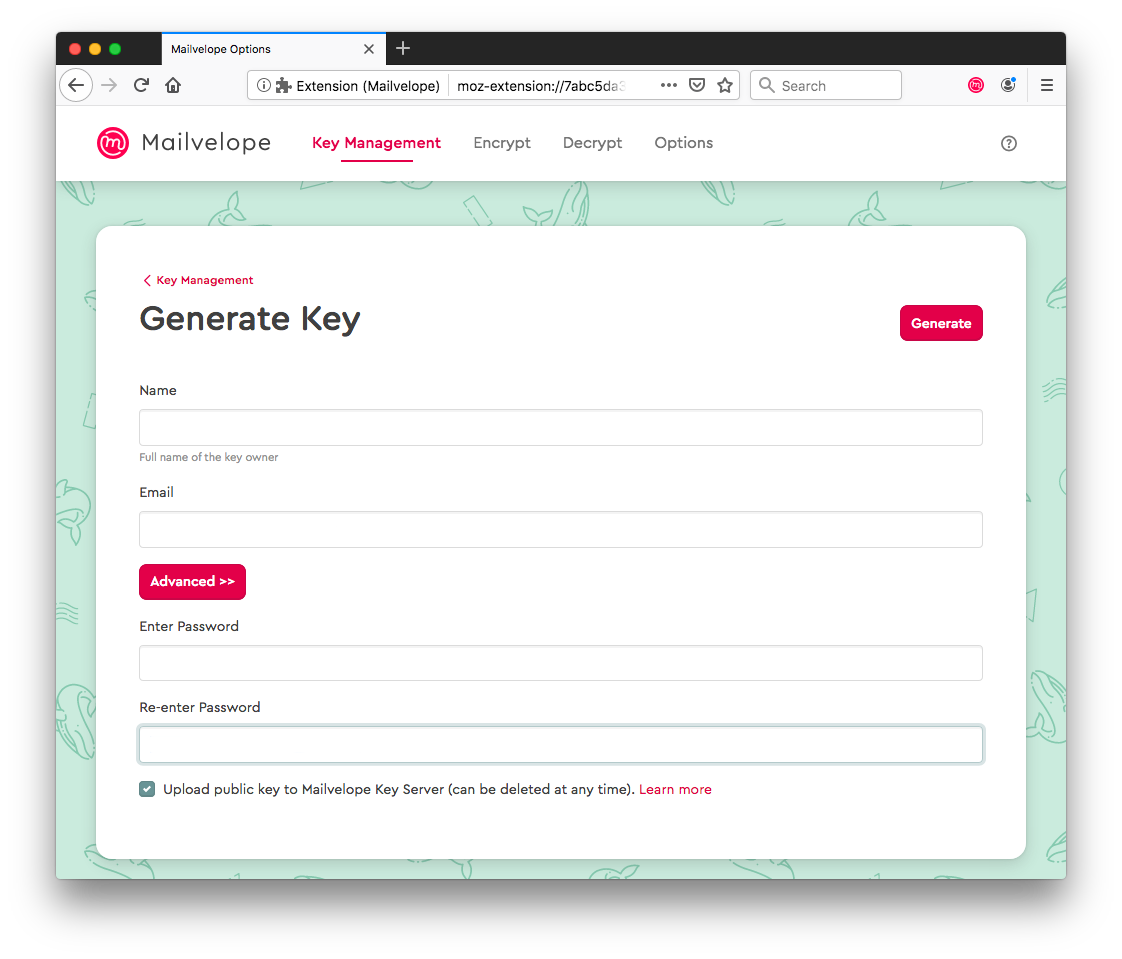 Mailvelope Options
Extension (Mailvelope) moz-extension://7abc5da3 Search
Mailvelope Key Management Encrypt Decrypt Options
Key Management
Generate Key
Generate
Name
Full name of the key owner
Email
Advanced >>
Enter Password
Re-enter Password
Upload public key to Mailvelope Key Server (can be deleted at any time). Learn more